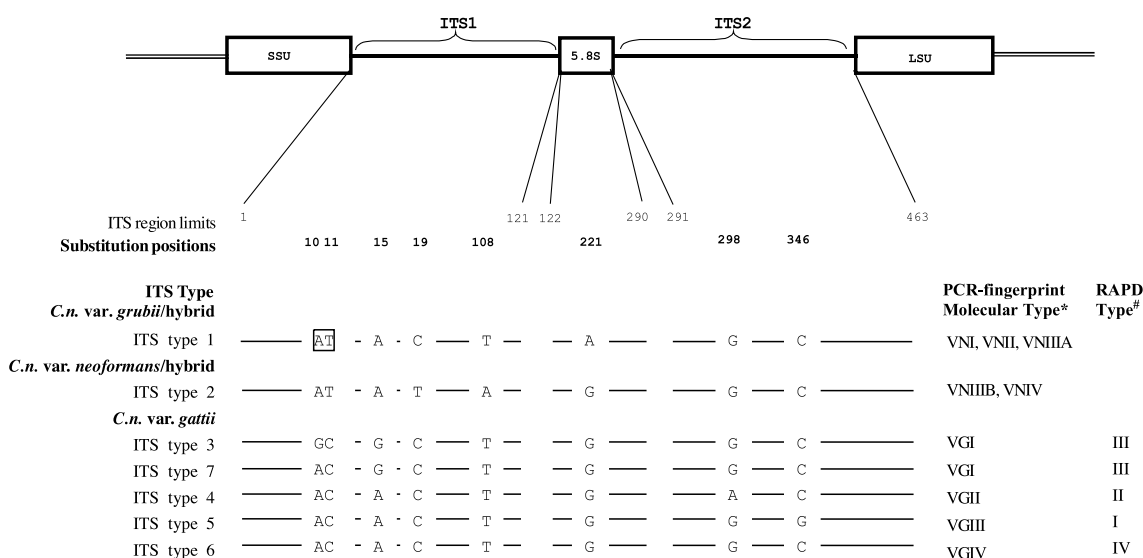 ITS1 ITS2
SSU 5.8S LSU
ITS region limits 1 121 122 290 291 463
Substitution positions 10 11 15 19 108 221 298 346
ITS Type PCR-fingerprint RAPD
C.n. var. grubii/hybrid Molecular Type* Type#
ITS type 1 AT - A - C T A G C VNI, VNII, VNIIIA
C.n. var. neoformans/hybrid
ITS type 2 AT - A - T A G G C VNIIIB, VNIV
C.n. var. gattii
ITS type 3 GC - G - C T G G C VGI III
ITS type 7 AC - G - C T G G C VGI III
ITS type 4 AC - A - C T G A C VGII II
ITS type 5 AC - A - C T G G G VGIII I
ITS type 6 AC - A - C T G G C VGIV IV